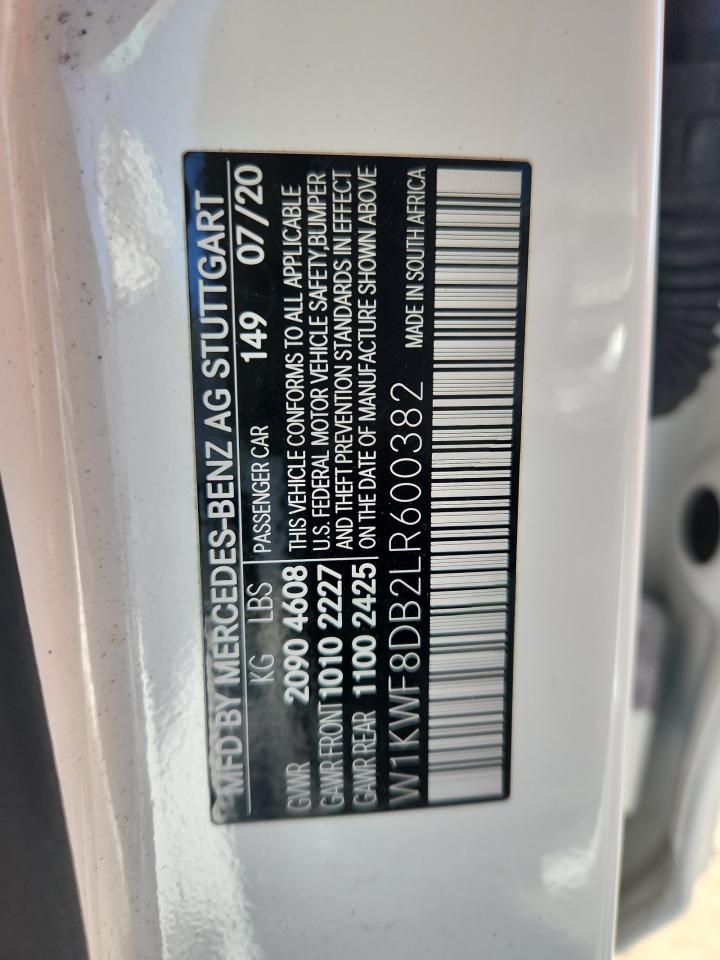 MFD BY MERCEDES-BENZ AG STUTTGART
KG LBS PASSENGER CAR 149 07/20
GVWR 2090 4608 THIS VEHICLE CONFORMS TO ALL APPLICABLE
GAWR FRONT 1010 2227 U.S. FEDERAL MOTOR VEHICLE SAFETY,BUMPER
GAWR REAR 1100 2425 AND THEFT PREVENTION STANDARDS IN EFFECT
ON THE DATE OF MANUFACTURE SHOWN ABOVE
W1KWF8DB2LR600382 MADE IN SOUTH AFRICA